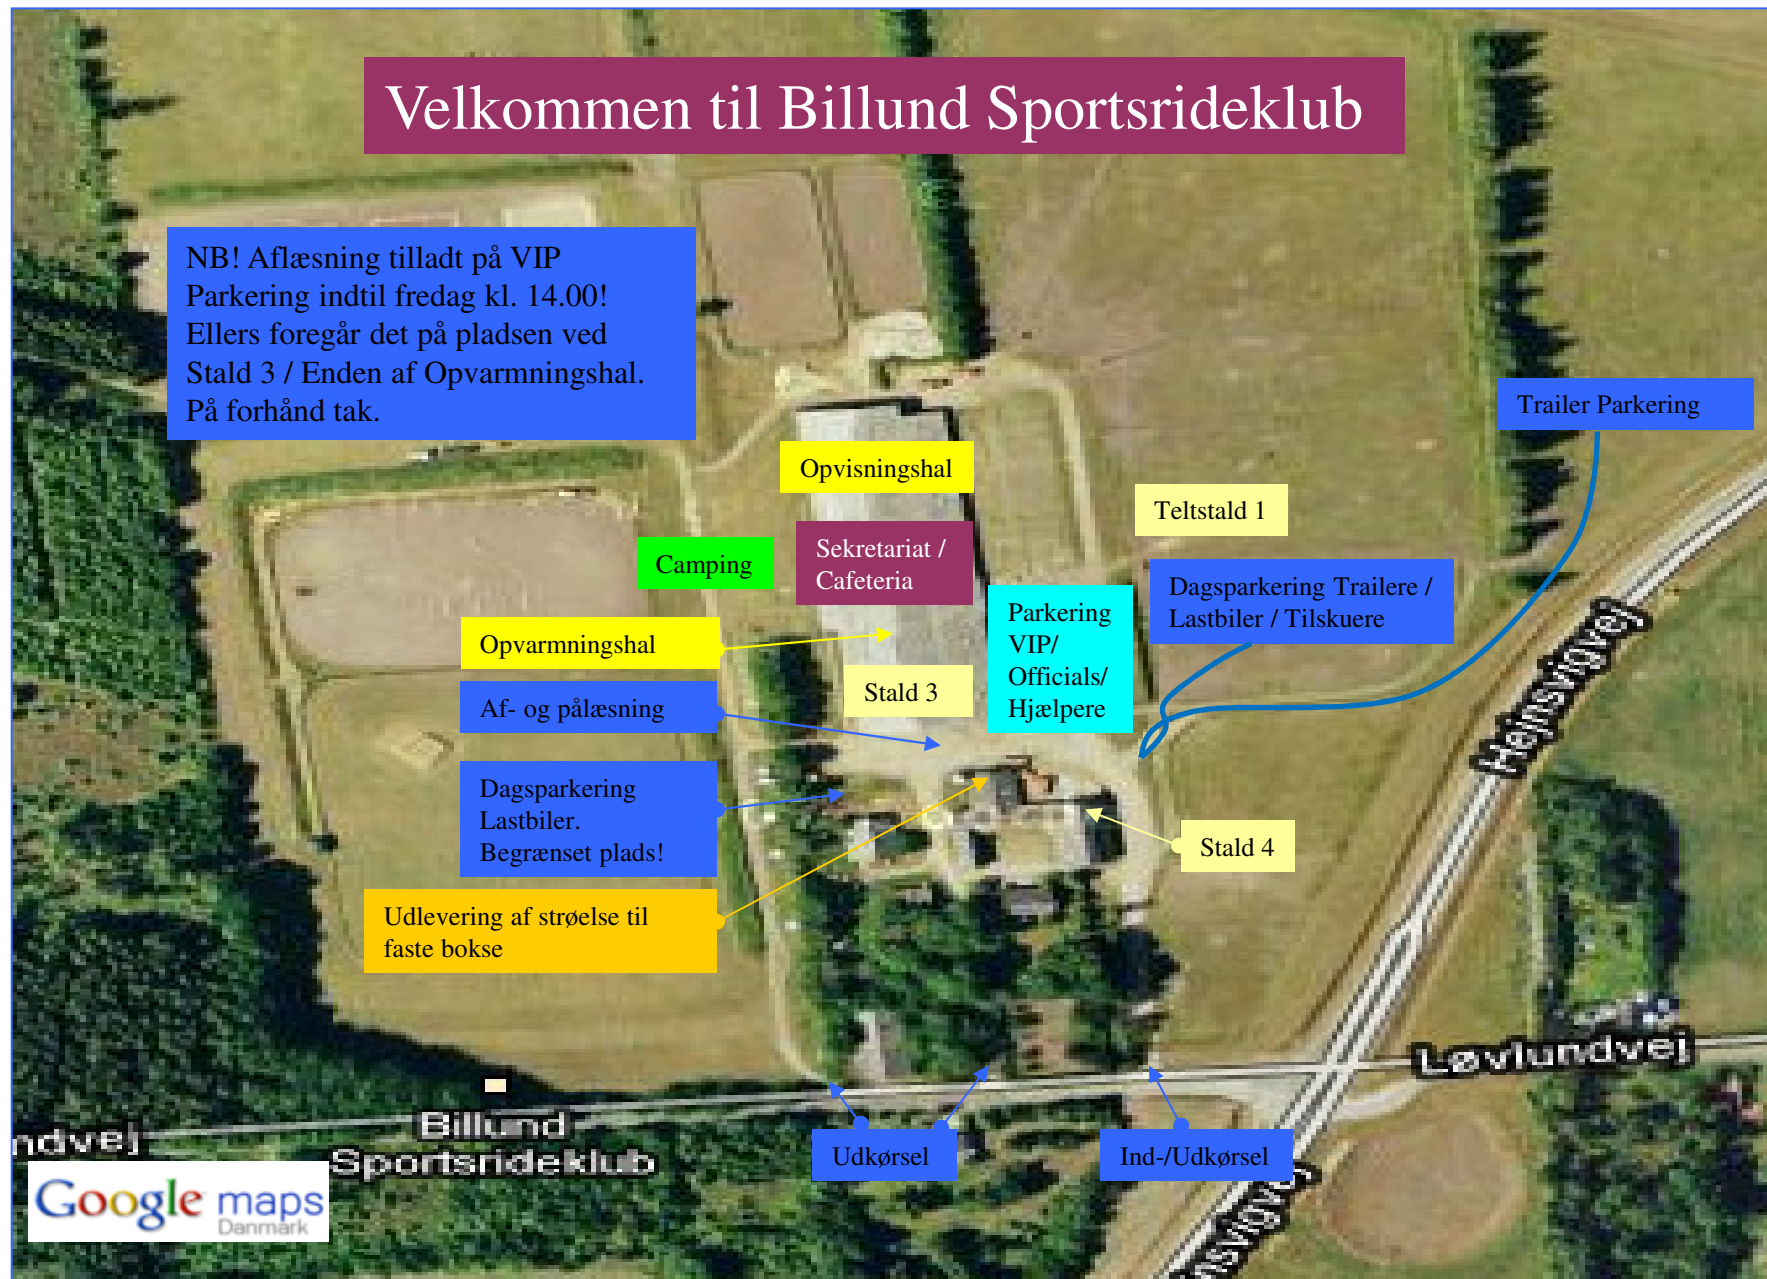 Velkommen til Billund Sportsrideklub
NB! Aflæsning tilladt på VIP
Parkering indtil fredag kl. 14.00!
Ellers foregår det på pladsen ved
Stald 3 / Enden af Opvarmningshal.
På forhånd tak.
Trailer Parkering
Opvisningshal
Teltstald 1
Sekretariat /
Cafeteria
Camping
Dagsparkering Trailere /
Lastbiler / Tilskuere
Parkering
VIP/
Officials/
Hjælpere
Opvarmningshal
Stald 3
Af- og pålæsning
Hejnsvigvej
Dagsparkering
Lastbiler.
Begrænset plads!
Stald 4
Udlevering af strøelse til
faste bokse
Løvlundvej
ndvej
Billund
Sportsrideklub
Udkørsel
Ind-/Udkørsel
nsvigvej
Google maps
Danmark